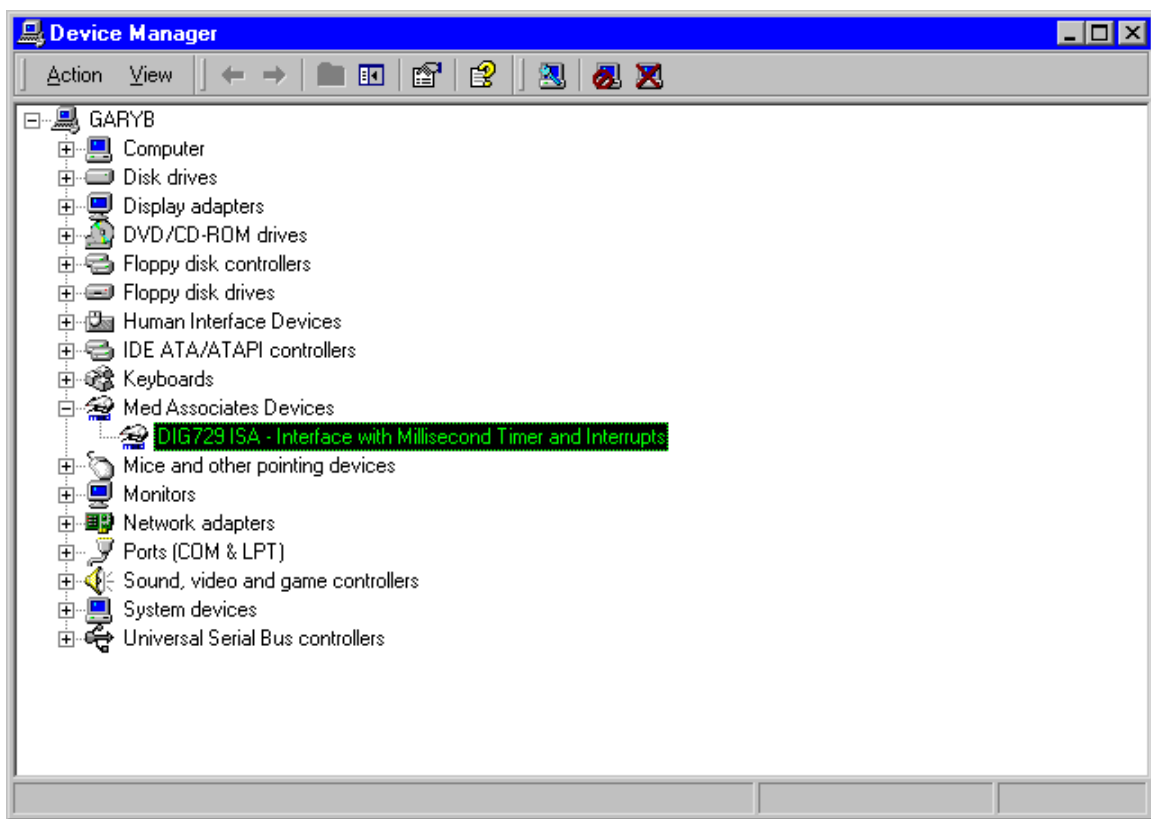 Device Manager
Action View
GARYB
Computer
Disk drives
Display adapters
DVD/CD-ROM drives
Floppy disk controllers
Floppy disk drives
Human Interface Devices
IDE ATA/ATAPI controllers
Keyboards
Med Associates Devices
DIG729 ISA - Interface with Millisecond Timer and Interrupts
Mice and other pointing devices
Monitors
Network adapters
Ports (COM & LPT)
Sound, video and game controllers
System devices
Universal Serial Bus controllers